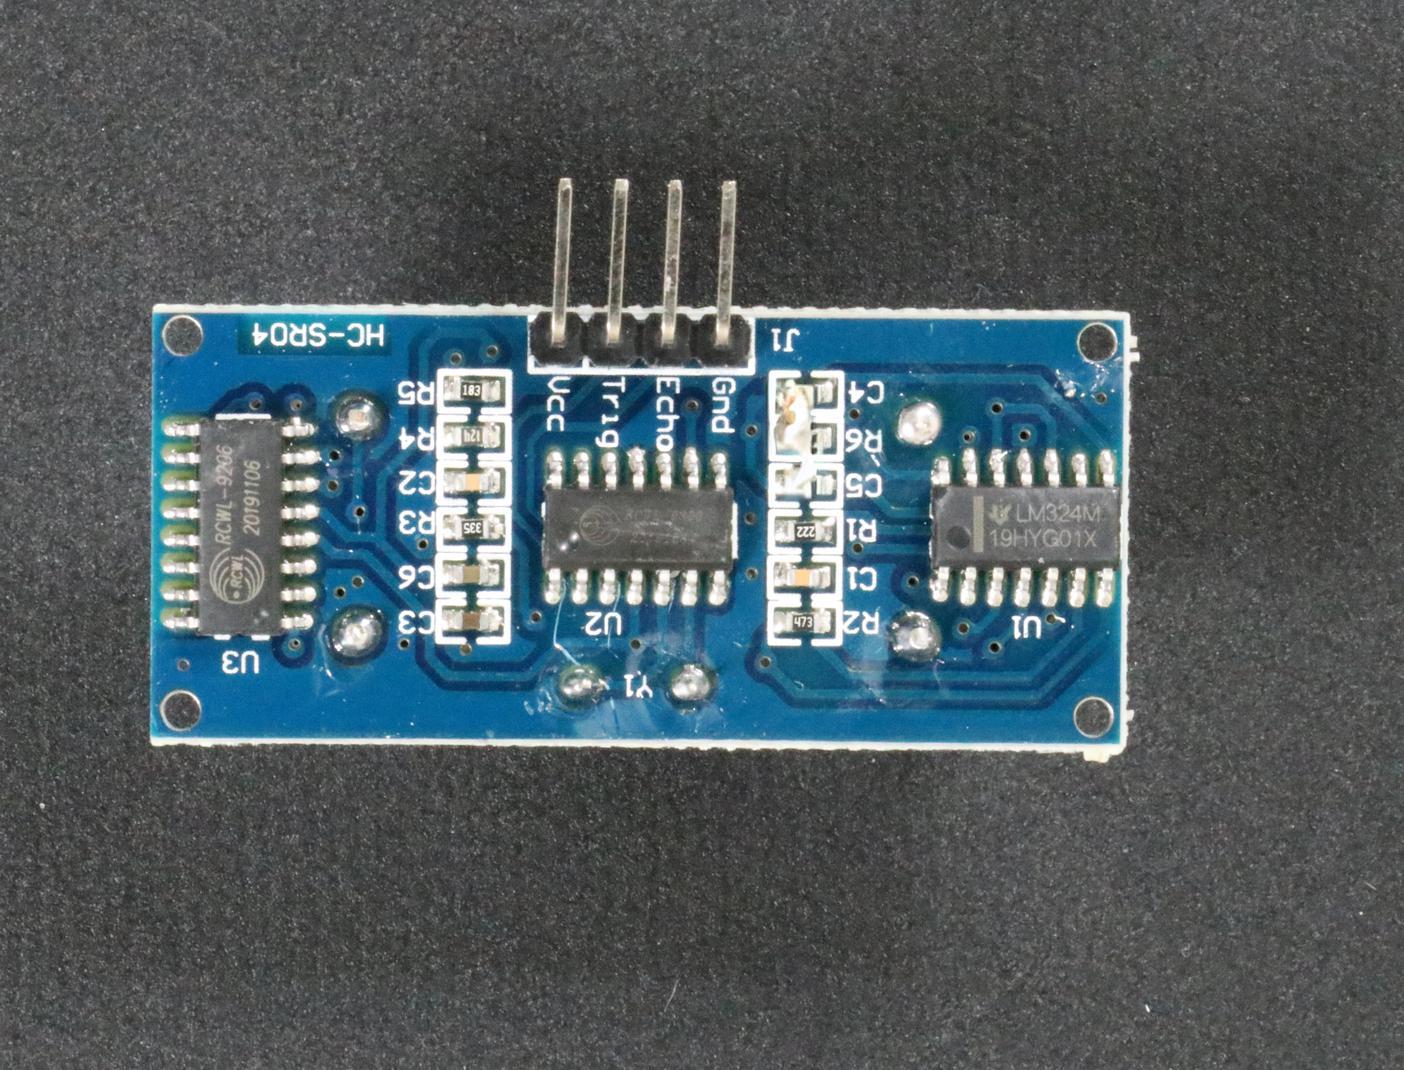 HC-SR04
J1
Vcc
Trig
Echo
Gnd
R5
183
C4
R4
R6
C2
C5
R3
335
222
R1
C6
C1
C3
473
R2
RCWL-9206
20191106
RCWL
U3
U2
Y1
LM324M
19HYG01X
U1